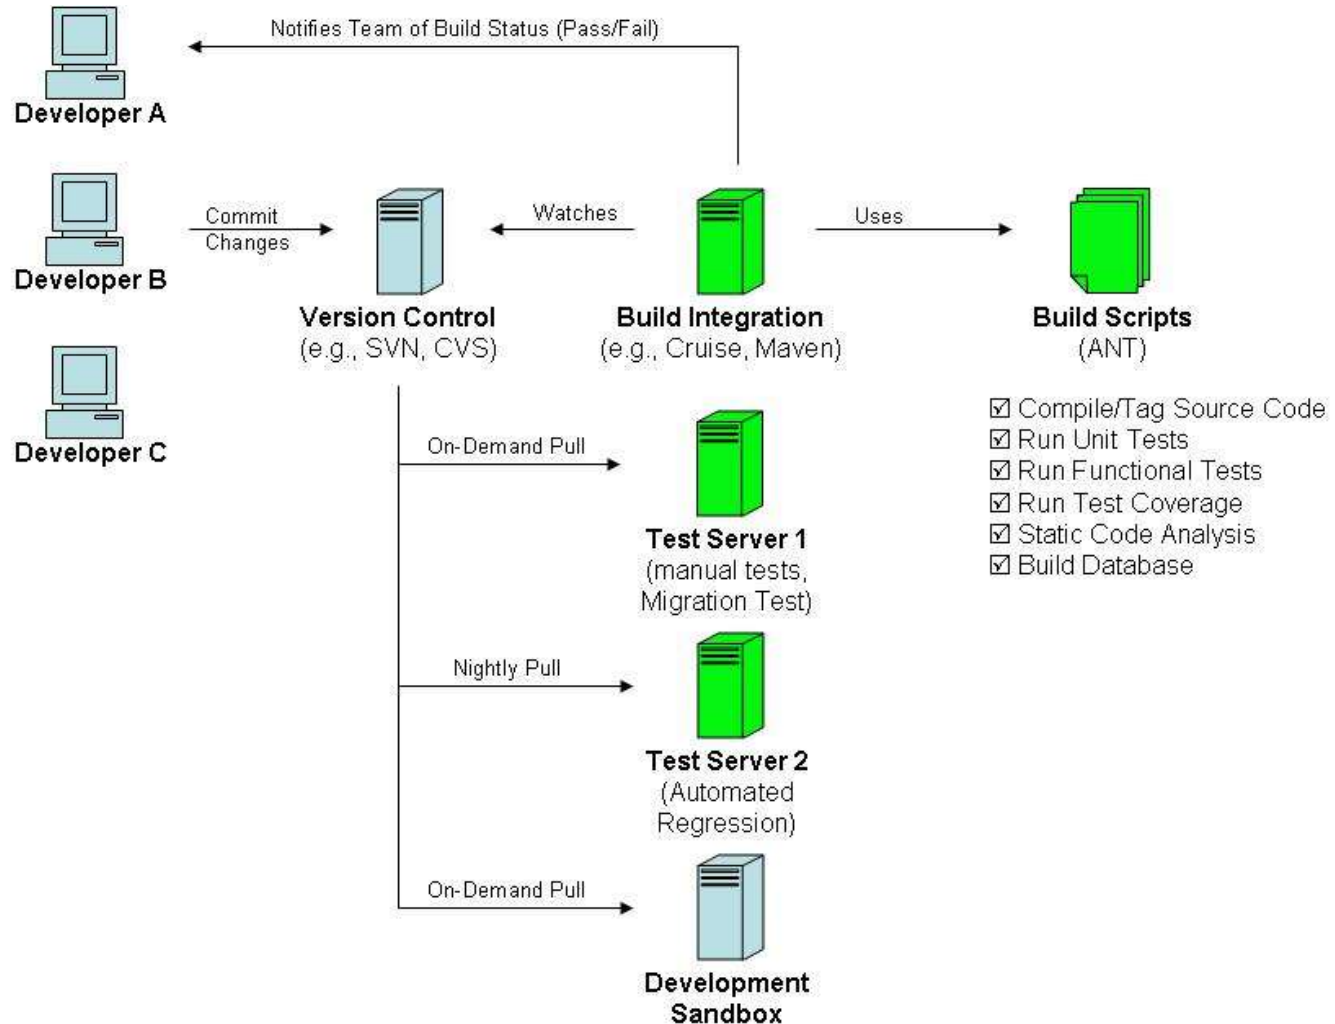 Notifies Team of Build Status (Pass/Fail)
Developer A
Developer B
Commit
Changes
Watches
Uses
Version Control
(e.g., SVN, CVS)
Build Integration
(e.g., Cruise, Maven)
Build Scripts
(ANT)
Developer C
☑ Compile/Tag Source Code
☑ Run Unit Tests
☑ Run Functional Tests
☑ Run Test Coverage
☑ Static Code Analysis
☑ Build Database
On-Demand Pull
Test Server 1
(manual tests,
Migration Test)
Nightly Pull
Test Server 2
(Automated
Regression)
On-Demand Pull
Development
Sandbox